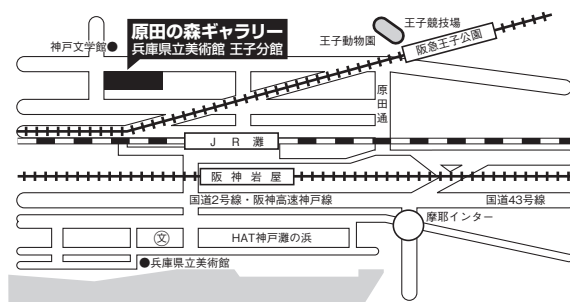 原田の森ギャラリー
兵庫県立美術館 王子分館
神戸文学館
王子競技場
王子動物園
阪急王子公園
原田通
JR灘
阪神岩屋
国道2号線・阪神高速神戸線
国道43号線
摩耶インター
文
HAT神戸灘の浜
兵庫県立美術館